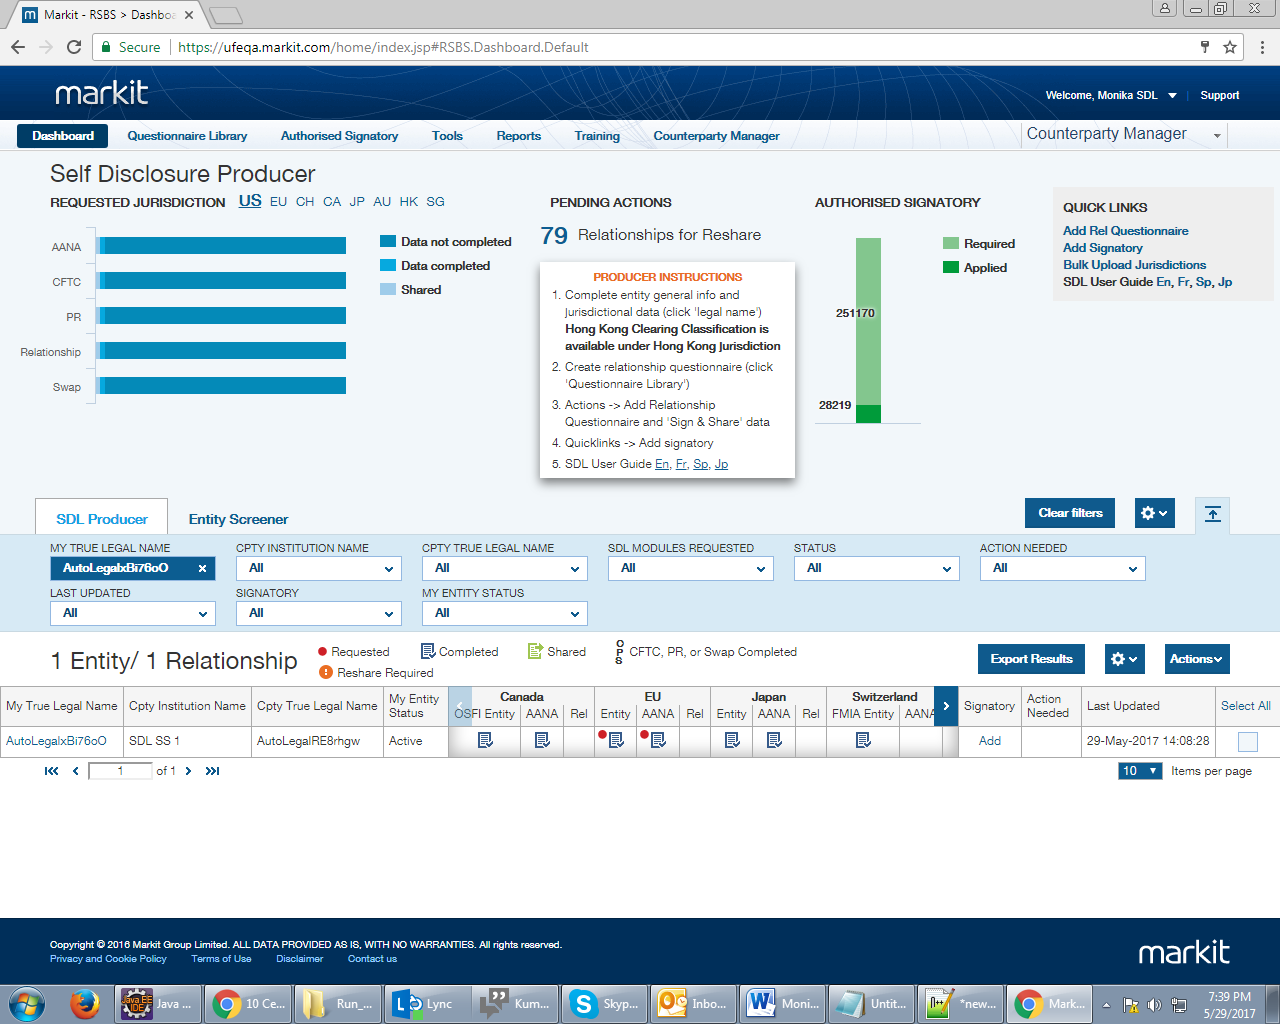 Markit - RSBS > Dashboa
Secure https://ufeqa.markit.com/home/index.jsp#RSBS.Dashboard.Default
markit
Welcome, Monika SDL Support
Dashboard Questionnaire Library Authorised Signatory Tools Reports Training Counterparty Manager Counterparty Manager
Self Disclosure Producer
REQUESTED JURISDICTION US EU CH CA JP AU HK SG
AANA
CFTC
PR
Relationship
Swap
Data not completed
Data completed
Shared
PENDING ACTIONS
79 Relationships for Reshare
PRODUCER INSTRUCTIONS
1. Complete entity general info and
jurisdictional data (click 'legal name')
Hong Kong Clearing Classification is
available under Hong Kong Jurisdiction
2. Create relationship questionnaire (click
'Questionnaire Library')
3. Actions -> Add Relationship
Questionnaire and 'Sign & Share' data
4. Quicklinks -> Add signatory
5. SDL User Guide En, Fr, Sp, Jp
AUTHORISED SIGNATORY
251170
28219
Required
Applied
QUICK LINKS
Add Rel Questionnaire
Add Signatory
Bulk Upload Jurisdictions
SDL User Guide En, Fr, Sp, Jp
SDL Producer Entity Screener
Clear filters
MY TRUE LEGAL NAME CPTY INSTITUTION NAME CPTY TRUE LEGAL NAME SDL MODULES REQUESTED STATUS ACTION NEEDED
AutoLegalxBi76oO × All All All All All
LAST UPDATED SIGNATORY MY ENTITY STATUS
All All All
1 Entity/ 1 Relationship
Requested Completed Shared CPS CFTC, PR, or Swap Completed
! Reshare Required
Export Results Actions
My True Legal Name Cpty Institution Name Cpty True Legal Name My Entity Status Canada EU Japan Switzerland Signatory Action Needed Last Updated Select All
OSFI Entity AANA Rel Entity AANA Rel Entity AANA Rel FMIA Entity AANA
AutoLegalxBi76oO SDL SS 1 AutoLegalRE8rhgw Active Add 29-May-2017 14:08:28
1 of 1
10 Items per page
Copyright © 2016 Markit Group Limited. ALL DATA PROVIDED AS IS, WITH NO WARRANTIES. All rights reserved.
Privacy and Cookie Policy Terms of Use Disclaimer Contact us
markit
Java EE IDE Java ... 10 Ce... Run_... Lync Kum... Skyp... Inbo... Moni... Untit... *new... Mark...
7:39 PM
5/29/2017